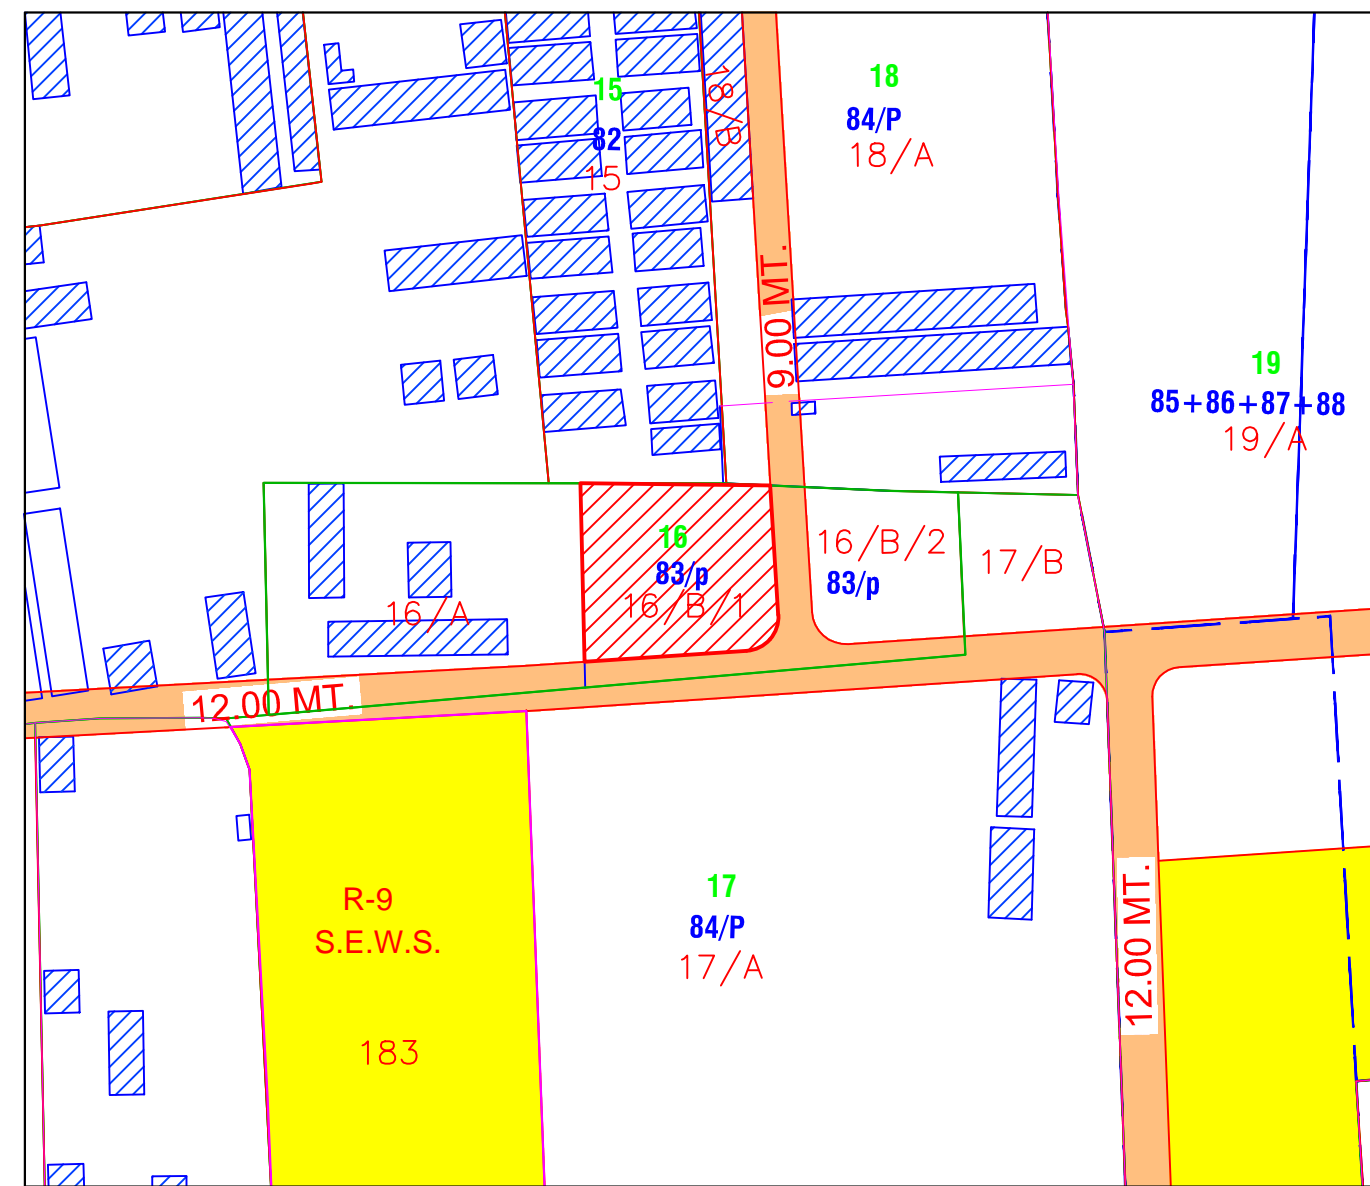 15
82
15
18/B
18
84/P
18/A
9.00 MT.
19
85+86+87+88
19/A
16
83/p
16/B/1
16/B/2
83/p
17/B
16/A
12.00 MT.
R-9
S.E.W.S.
183
17
84/P
17/A
12.00 MT.